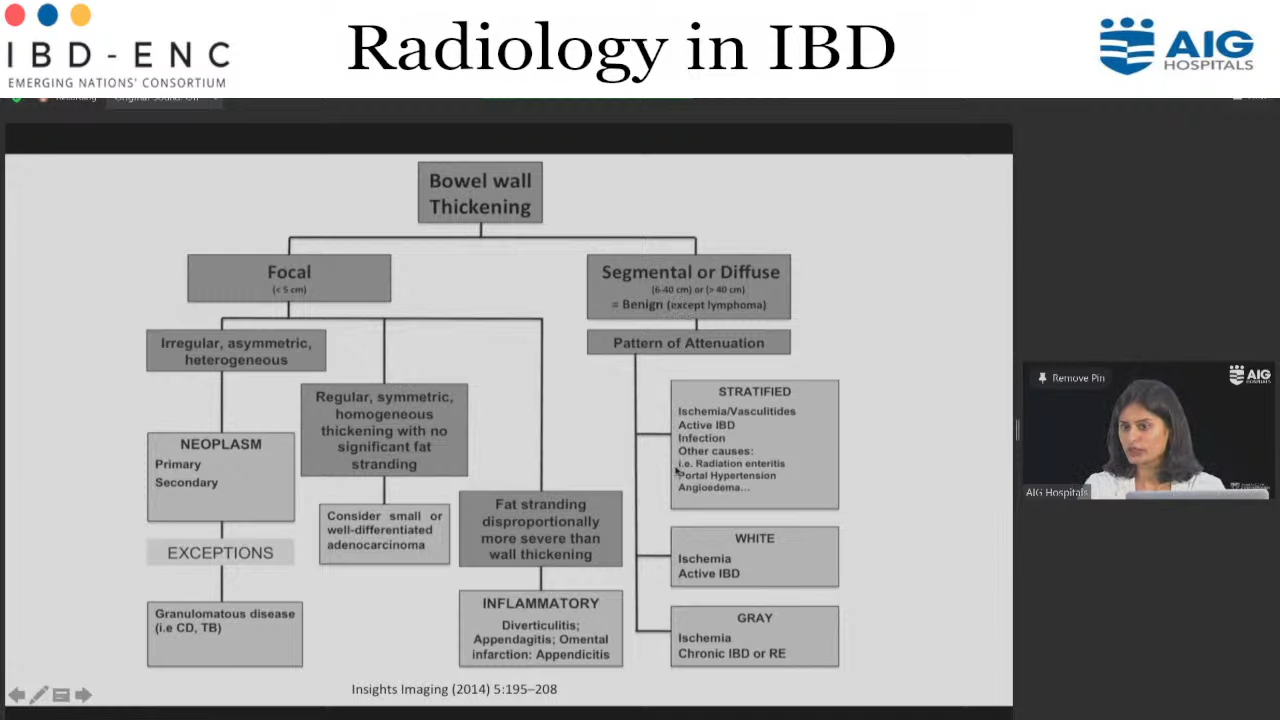 IBD-ENC
EMERGING NATIONS' CONSORTIUM
Radiology in IBD
AIG
HOSPITALS
Bowel wall
Thickening
Focal
(< 5 cm)
Segmental or Diffuse
(6-40 cm) or (> 40 cm)
= Benign (except lymphoma)
Irregular, asymmetric,
heterogeneous
Pattern of Attenuation
Regular, symmetric,
homogeneous
thickening with no
significant fat
stranding
NEOPLASM
Primary
Secondary
EXCEPTIONS
Granulomatous disease
(i.e CD, TB)
Consider small or
well-differentiated
adenocarcinoma
Fat stranding
disproportionally
more severe than
wall thickening
INFLAMMATORY
Diverticulitis;
Appendagitis; Omental
infarction: Appendicitis
STRATIFIED
Ischemia/Vasculitides
Active IBD
Infection
Other causes:
i.e. Radiation enteritis
Portal Hypertension
Angioedema...
WHITE
Ischemia
Active IBD
GRAY
Ischemia
Chronic IBD or RE
Insights Imaging (2014) 5:195–208
Remove Pin
AIG
HOSPITALS
AIG Hospitals